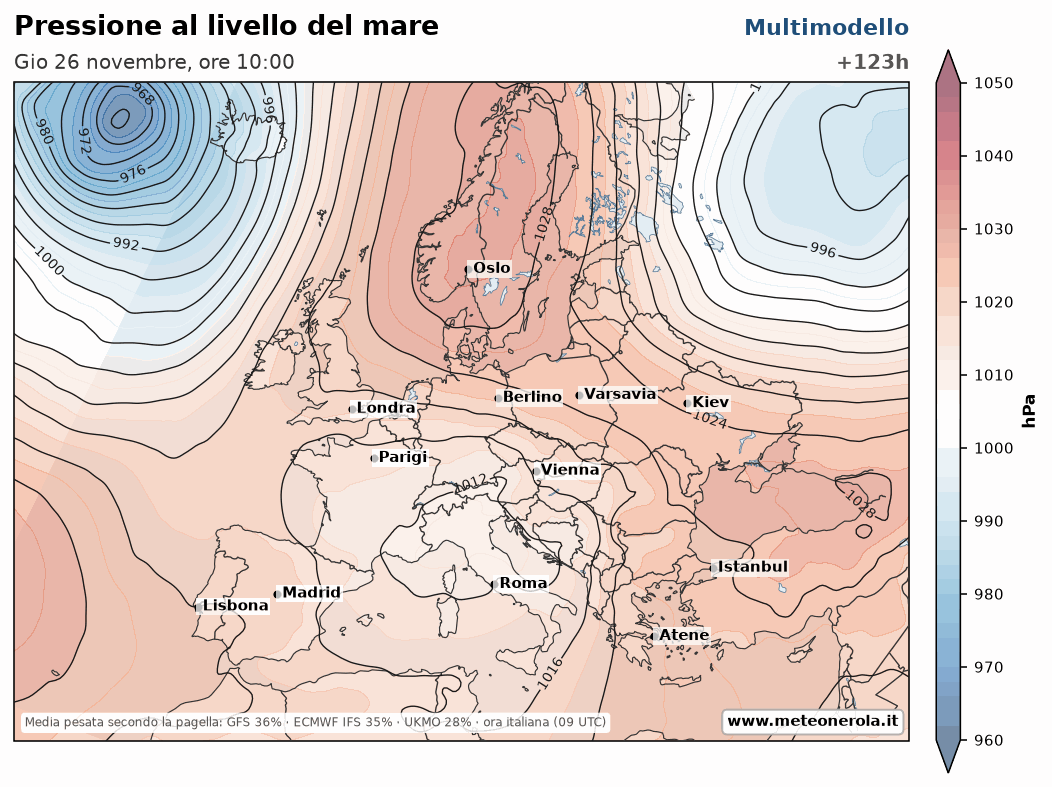 Pressione al livello del mare
Multimodello
Gio 26 novembre, ore 10:00
+123h
968
996
980
972
976
992
1000
1
996
1028
Oslo
Berlino
Varsavia
Kiev
Londra
1024
Parigi
Vienna
1012
1028
Istanbul
Roma
Madrid
Lisbona
Atene
1016
Media pesata secondo la pagella: GFS 36% · ECMWF IFS 35% · UKMO 28% · ora italiana (09 UTC)
www.meteonerola.it
1050
1040
1030
1020
1010
1000
990
980
970
960
hPa